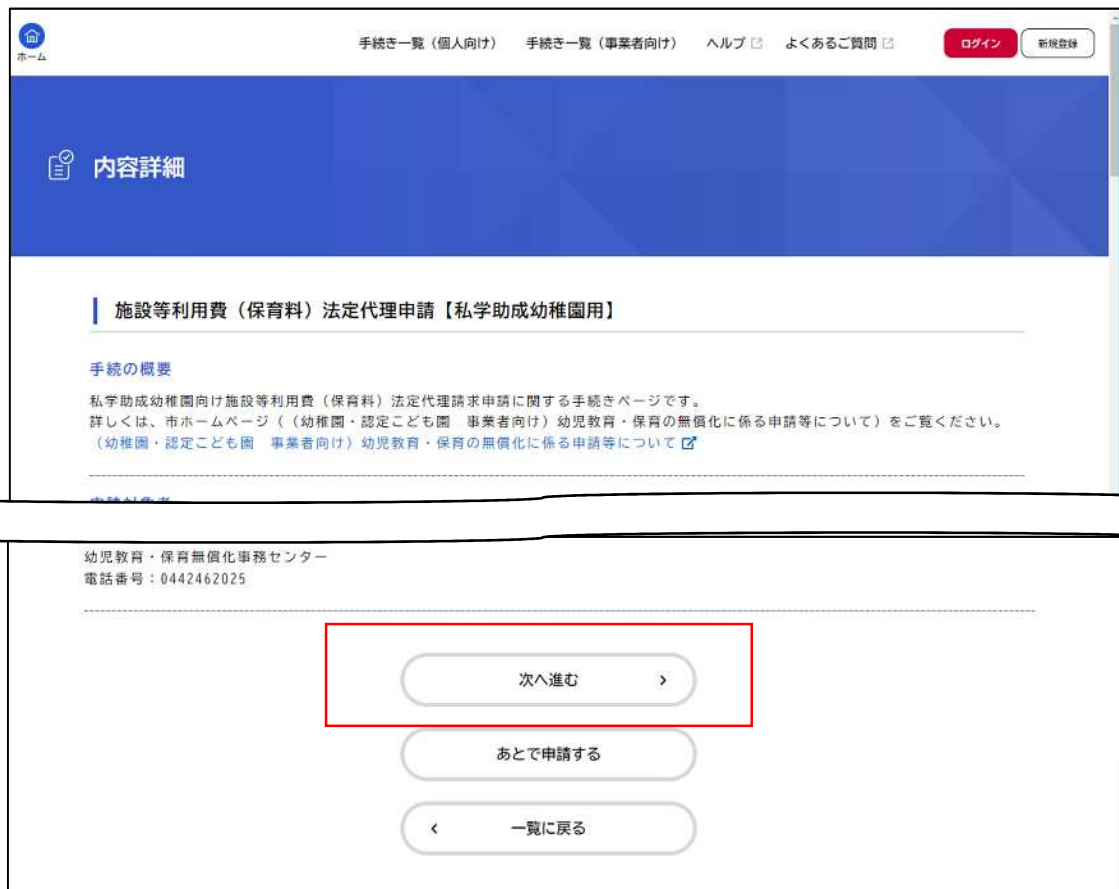 手続き一覧（個人向け） 手続き一覧（事業者向け） ヘルプ よくあるご質問 ログイン 新規登録
ホーム
内容詳細
施設等利用費（保育料）法定代理申請【私学助成幼稚園用】
手続の概要
私学助成幼稚園向け施設等利用費（保育料）法定代理請求申請に関する手続きページです。
詳しくは、市ホームページ（（幼稚園・認定こども園　事業者向け）幼児教育・保育の無償化に係る申請等について）をご覧ください。
（幼稚園・認定こども園　事業者向け）幼児教育・保育の無償化に係る申請等について
幼児教育・保育無償化事務センター
電話番号：0442462025
次へ進む
あとで申請する
一覧に戻る